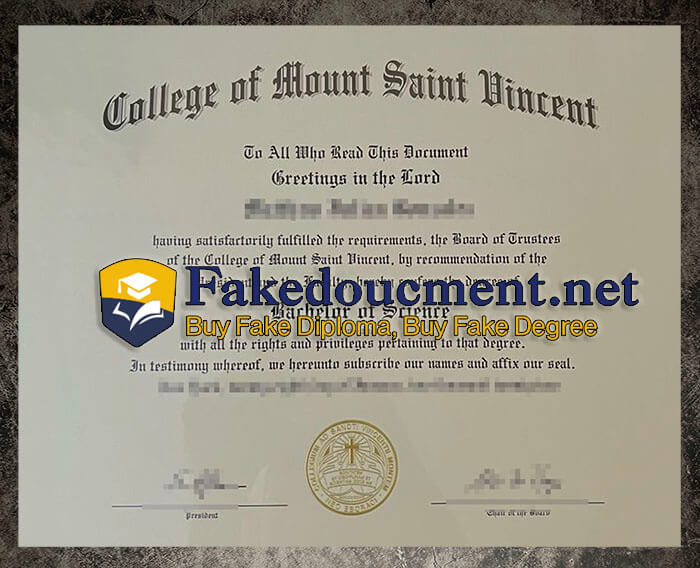 College of Mount Saint Vincent
To All Who Read This Document
Greetings in the Lord
having satisfactorily fulfilled the requirements, the Board of Trustees
of the College of Mount Saint Vincent, by recommendation of the
Fakedoucment.net
Bachelor of Science
Buy Fake Diploma, Buy Fake Degree
with all the rights and privileges pertaining to that degree.
In testimony whereof, we hereunto subscribe our names and affix our seal.
President
Chair of the Board